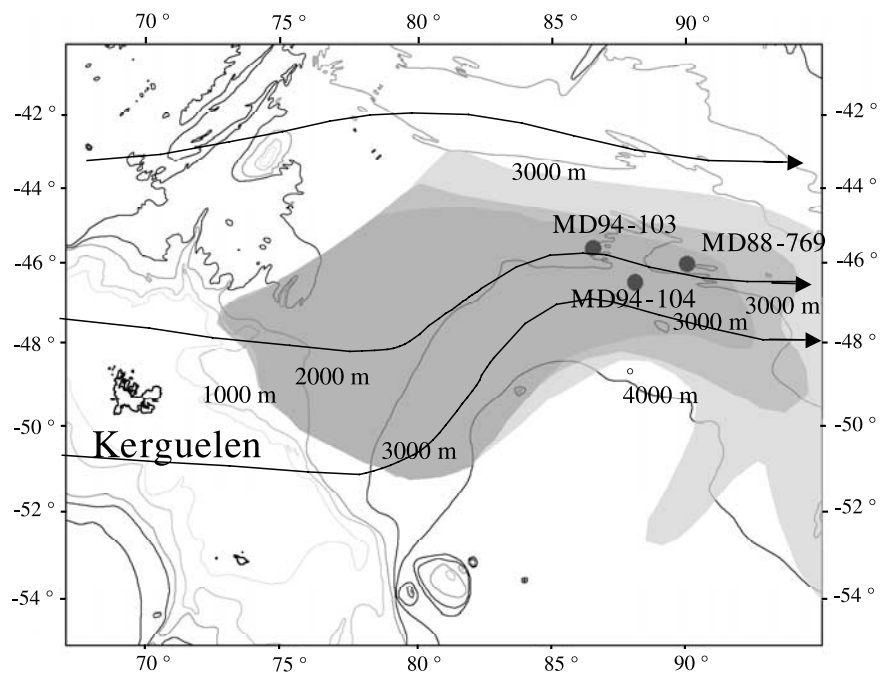 70 °
75 °
80 °
85 °
90 °
-42 °
-42 °
3000 m
-44 °
-44 °
MD94-103
MD88-769
-46 °
-46 °
MD94-104
3000 m
3000 m
-48 °
-48 °
2000 m
1000 m
°
4000 m
-50 °
-50 °
Kerguelen
3000 m
-52 °
-52 °
-54 °
-54 °
70 °
75 °
80 °
85 °
90 °